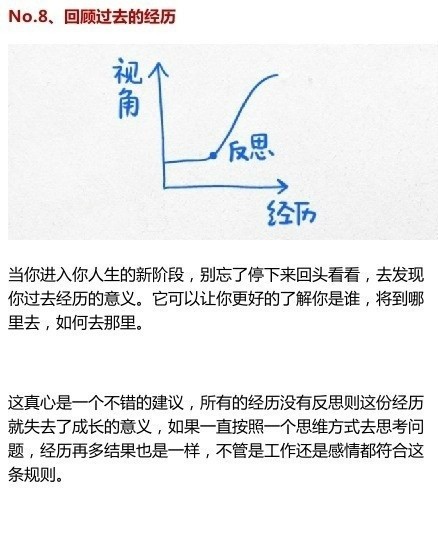 No.8、回顾过去的经历
视
角
反思
经历
当你进入你人生的新阶段，别忘了停下来回头看看，去发现
你过去经历的意义。它可以让你更好的了解你是谁，将到哪
里去，如何去那里。
这真心是一个不错的建议，所有的经历没有反思则这份经历
就失去了成长的意义，如果一直按照一个思维方式去思考问
题，经历再多结果也是一样，不管是工作还是感情都符合这
条规则。